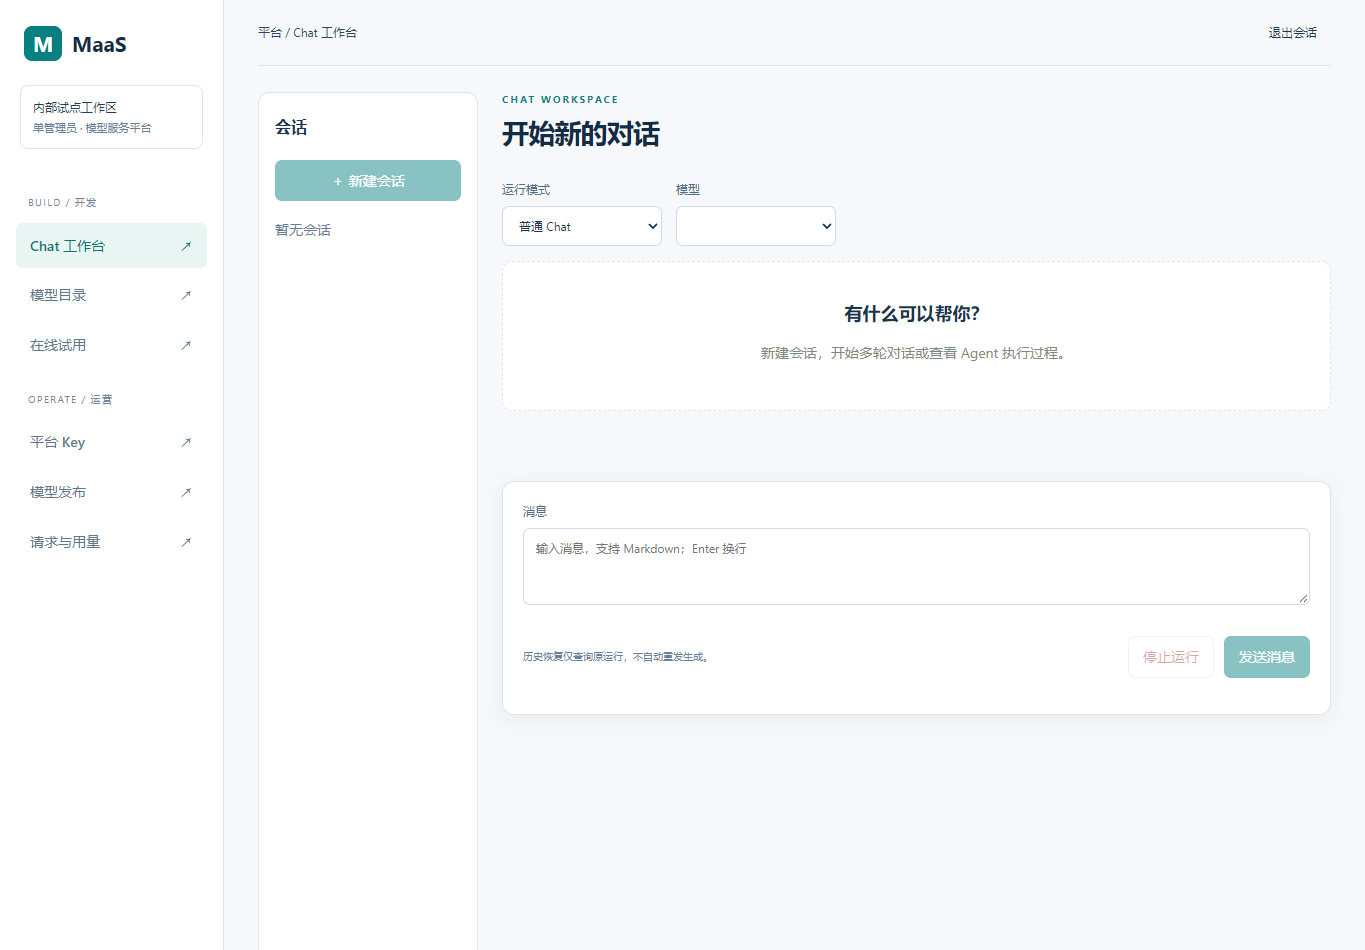 M MaaS
内部试点工作区
单管理员 · 模型服务平台
BUILD / 开发
Chat 工作台 ↗
模型目录 ↗
在线试用 ↗
OPERATE / 运营
平台 Key ↗
模型发布 ↗
请求与用量 ↗
平台 / Chat 工作台
退出会话
会话
+ 新建会话
暂无会话
CHAT WORKSPACE
开始新的对话
运行模式
模型
普通 Chat
有什么可以帮你？
新建会话，开始多轮对话或查看 Agent 执行过程。
消息
输入消息，支持 Markdown；Enter 换行
历史恢复仅查询原运行，不自动重发生成。
停止运行
发送消息